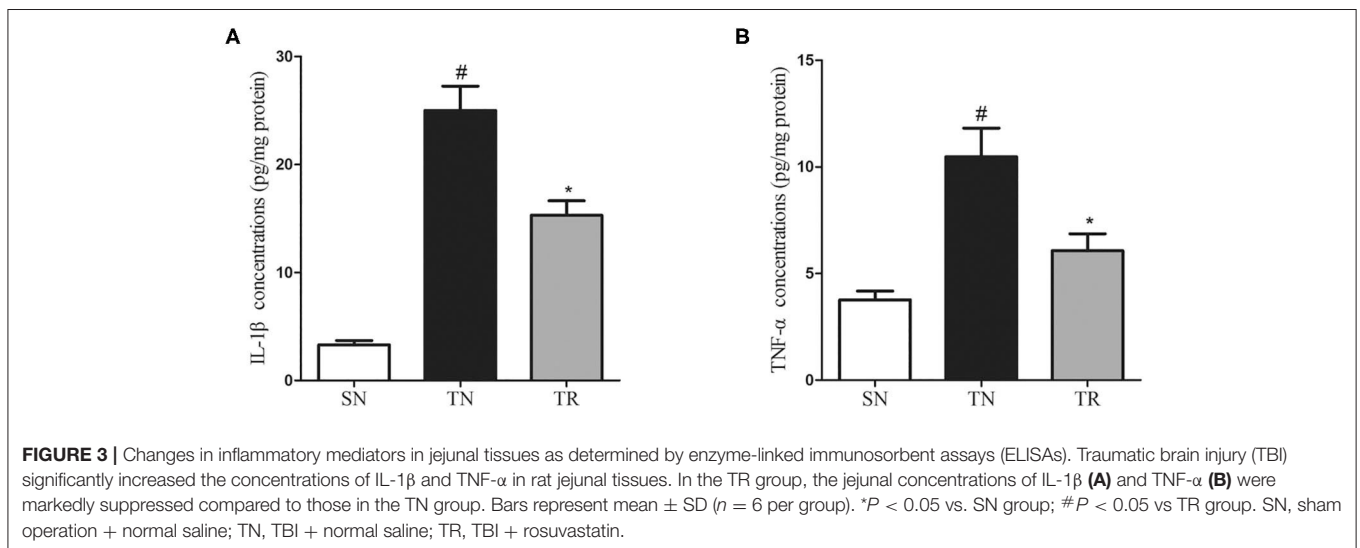 A
B
30
20
10
0
IL-1β concentrations (pg/mg protein)
#
*
SN TN TR
15
10
5
0
TNF-α concentrations (pg/mg protein)
#
*
SN TN TR
FIGURE 3 | Changes in inflammatory mediators in jejunal tissues as determined by enzyme-linked immunosorbent assays (ELISAs). Traumatic brain injury (TBI)
significantly increased the concentrations of IL-1β and TNF-α in rat jejunal tissues. In the TR group, the jejunal concentrations of IL-1β (A) and TNF-α (B) were
markedly suppressed compared to those in the TN group. Bars represent mean ± SD (n = 6 per group). *P < 0.05 vs. SN group; #P < 0.05 vs TR group. SN, sham
operation + normal saline; TN, TBI + normal saline; TR, TBI + rosuvastatin.